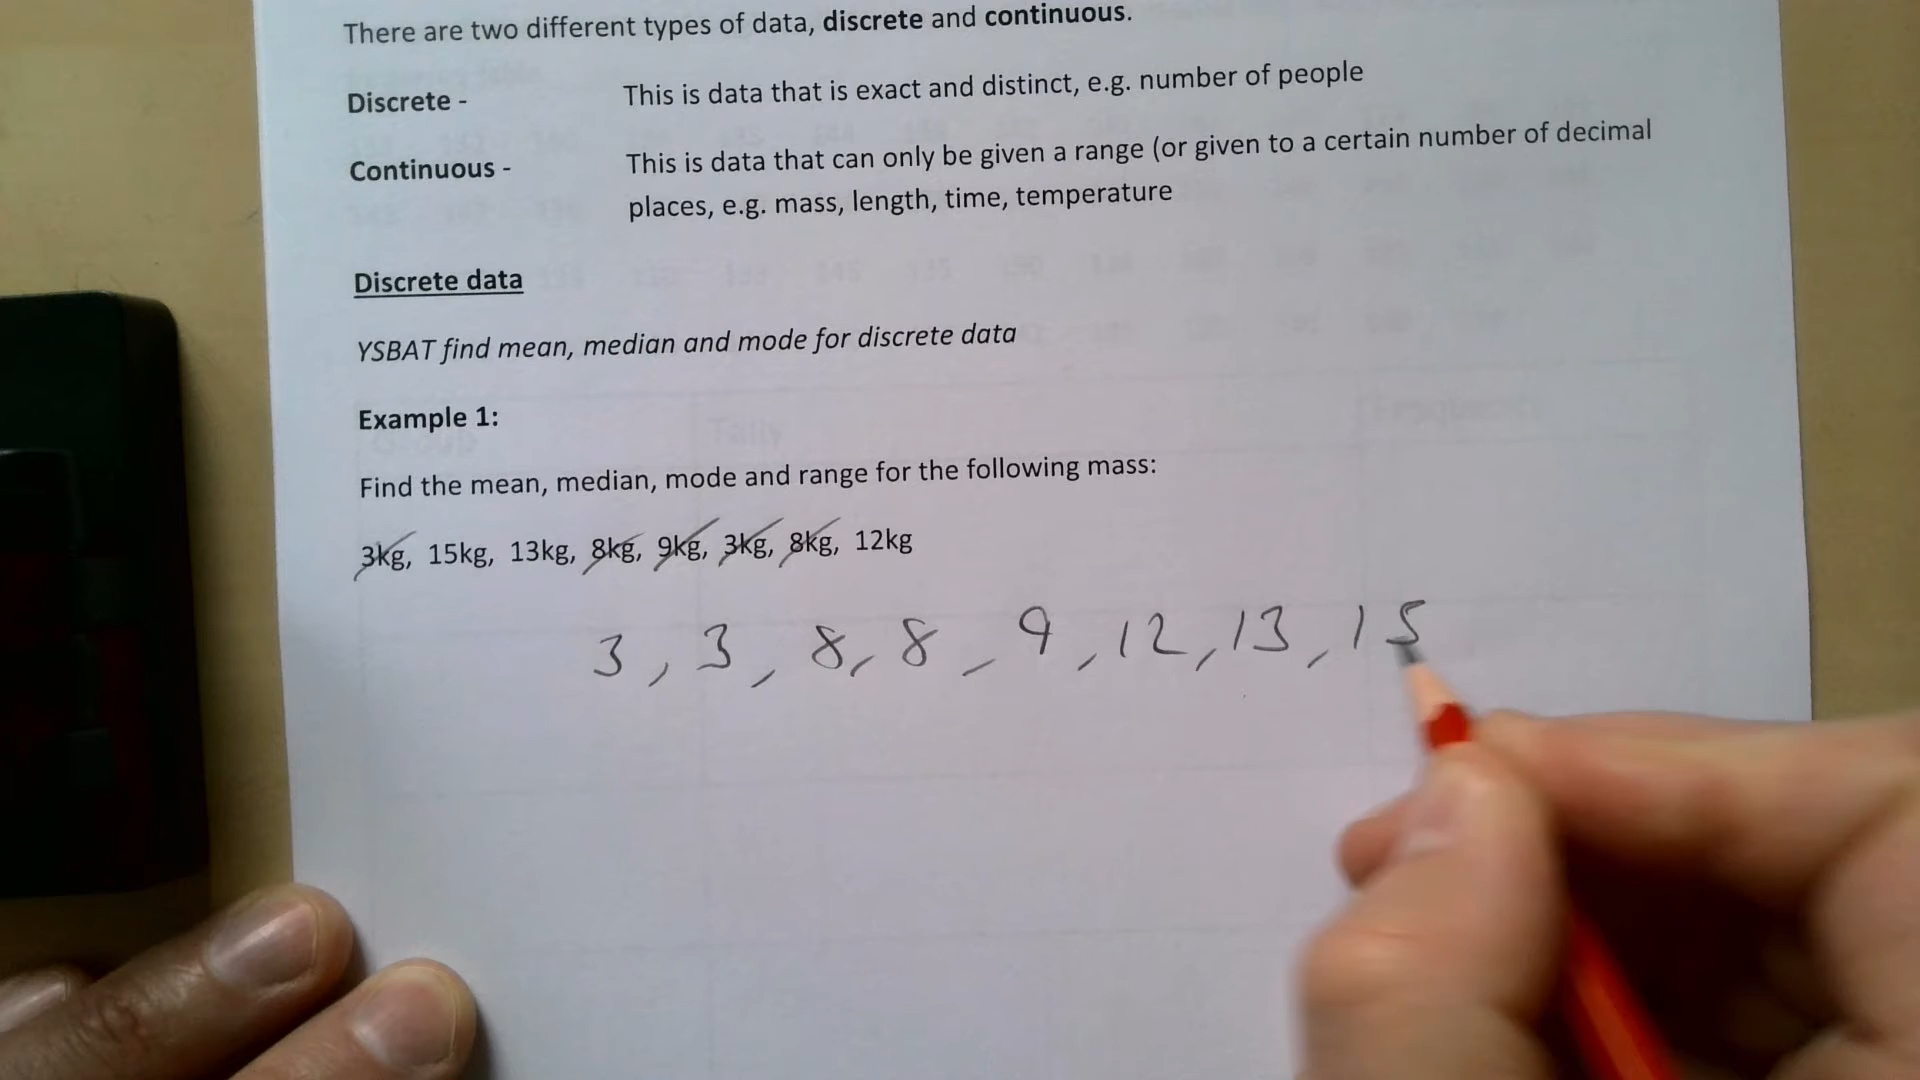 There are two different types of data, discrete and continuous.
Discrete - This is data that is exact and distinct, e.g. number of people
Continuous - This is data that can only be given a range (or given to a certain number of decimal
places, e.g. mass, length, time, temperature
Discrete data
YSBAT find mean, median and mode for discrete data
Example 1:
Find the mean, median, mode and range for the following mass:
3kg, 15kg, 13kg, 8kg, 9kg, 3kg, 8kg, 12kg
3, 3, 8, 8, 9, 12, 13, 15